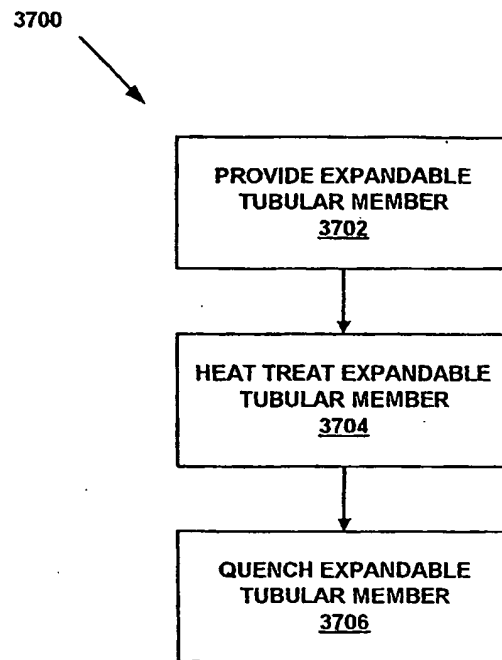 3700
PROVIDE EXPANDABLE
TUBULAR MEMBER
3702
HEAT TREAT EXPANDABLE
TUBULAR MEMBER
3704
QUENCH EXPANDABLE
TUBULAR MEMBER
3706